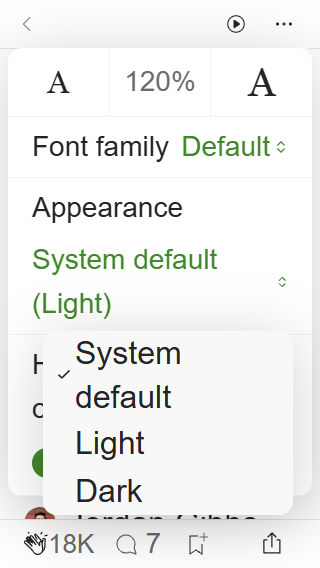 A 120% A
Font family Default
Appearance
System default
(Light)
System
default
Light
Dark
18K 7